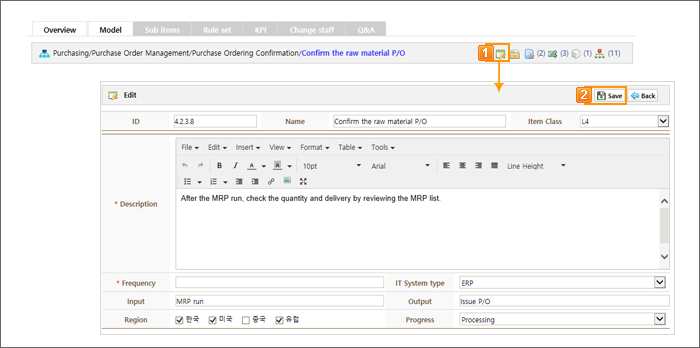 Overview Model Sub items Rule set KPI Change staff Q&A
Purchasing/Purchase Order Management/Purchase Ordering Confirmation/Confirm the raw material P/O 1 (2) (3) (1) (11)
Edit 2 Save Back
ID 4.2.3.8 Name Confirm the raw material P/O Item Class L4
File Edit Insert View Format Table Tools
B I A A 10pt Arial Line Height
* Description
After the MRP run, check the quantity and delivery by reviewing the MRP list.
* Frequency IT System type ERP
Input MRP run Output Issue P/O
Region 한국 미국 중국 유럽 Progress Processing